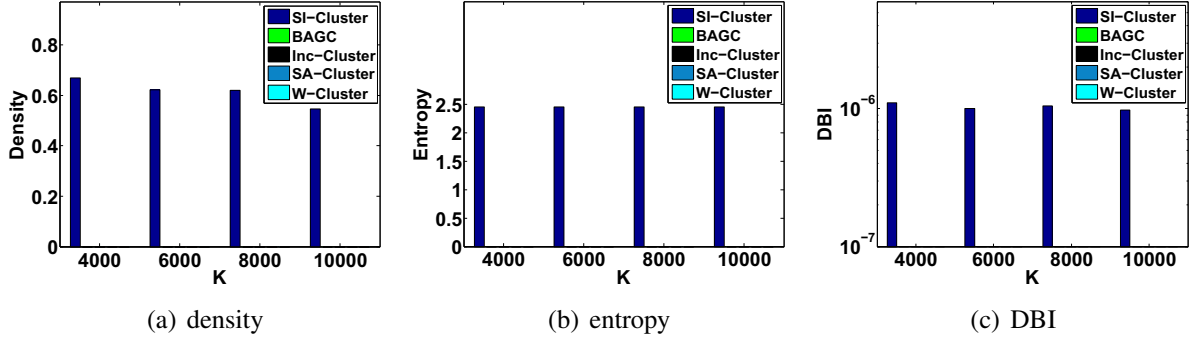 SI-Cluster
BAGC
Inc-Cluster
SA-Cluster
W-Cluster
0.8
0.6
0.4
0.2
0
Density
4000 6000 8000 10000
K
(a) density
SI-Cluster
BAGC
Inc-Cluster
SA-Cluster
W-Cluster
2.5
2
1.5
1
0.5
0
Entropy
4000 6000 8000 10000
K
(b) entropy
SI-Cluster
BAGC
Inc-Cluster
SA-Cluster
W-Cluster
10^-6
10^-7
DBI
4000 6000 8000 10000
K
(c) DBI